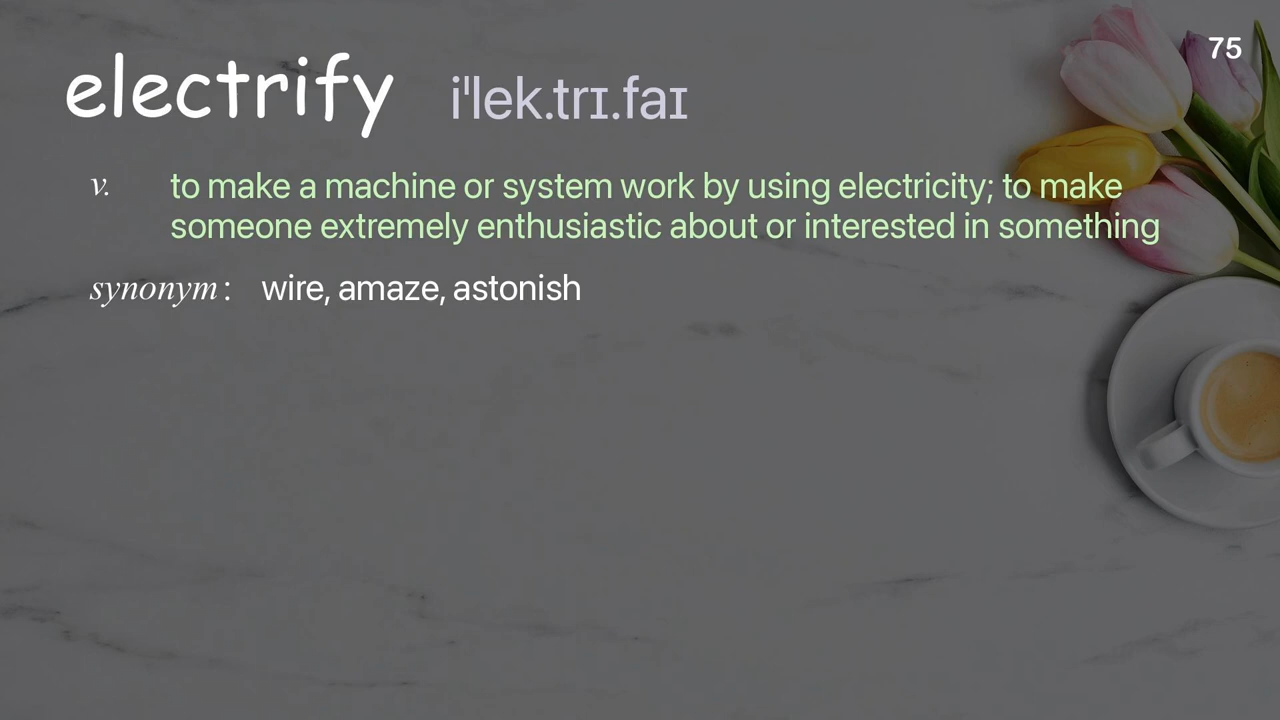 75
electrify iˈlek.trɪ.faɪ
v. to make a machine or system work by using electricity; to make
someone extremely enthusiastic about or interested in something
synonym: wire, amaze, astonish